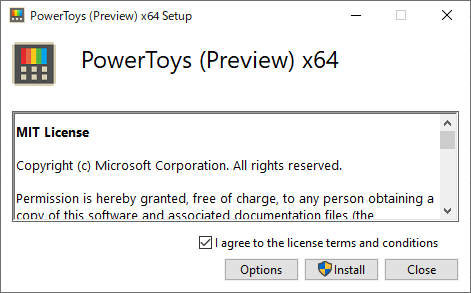 PowerToys (Preview) x64 Setup
PowerToys (Preview) x64
MIT License
Copyright (c) Microsoft Corporation. All rights reserved.
Permission is hereby granted, free of charge, to any person obtaining a
copy of this software and associated documentation files (the
I agree to the license terms and conditions
Options
Install
Close